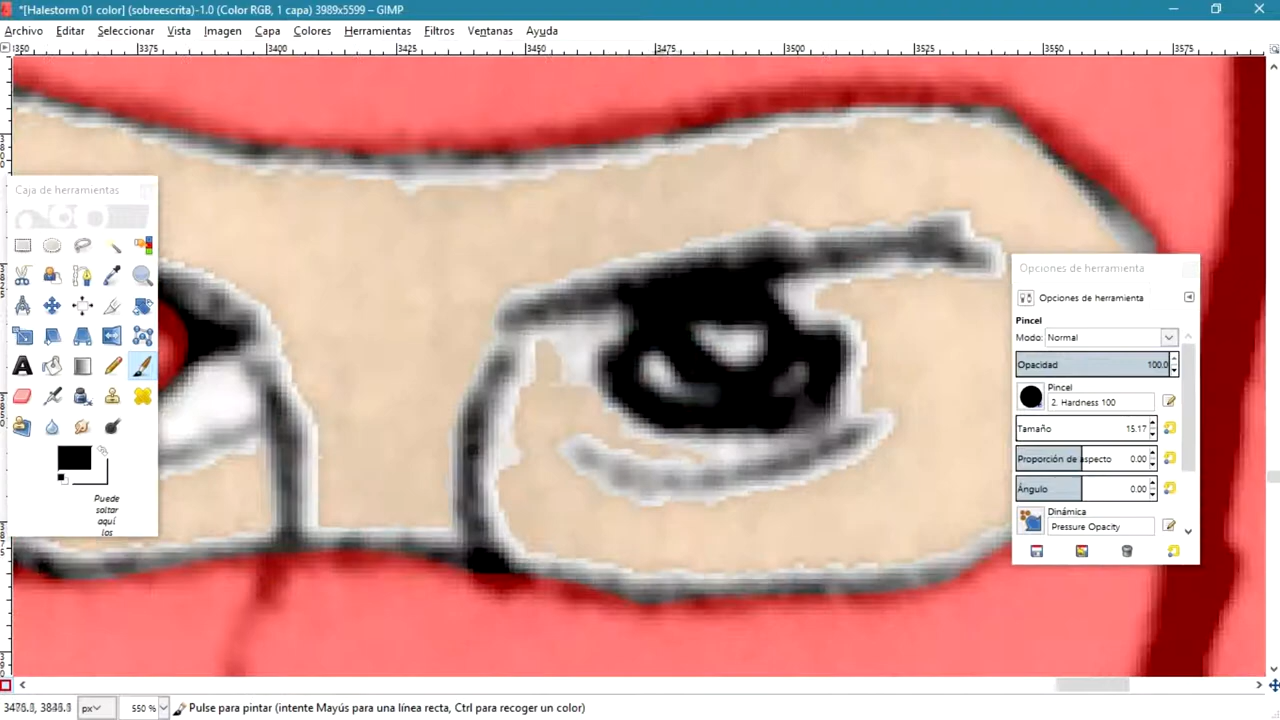 *[Halestorm 01 color] (sobreescrita)-1.0 (Color RGB, 1 capa) 3989x5599 – GIMP
Archivo Editar Seleccionar Vista Imagen Capa Colores Herramientas Filtros Ventanas Ayuda
3375 3400 3425 3450 3475 3500 3525 3550 3575
Caja de herramientas
Puede
soltar
aquí
los
Opciones de herramienta
Opciones de herramienta
Pincel
Modo: Normal
Opacidad 100.0
Pincel
2. Hardness 100
Tamaño 15.17
Proporción de aspecto 0.00
Ángulo 0.00
Dinámica
Pressure Opacity
px 550 % Pulse para pintar (intente Mayús para una línea recta, Ctrl para recoger un color)